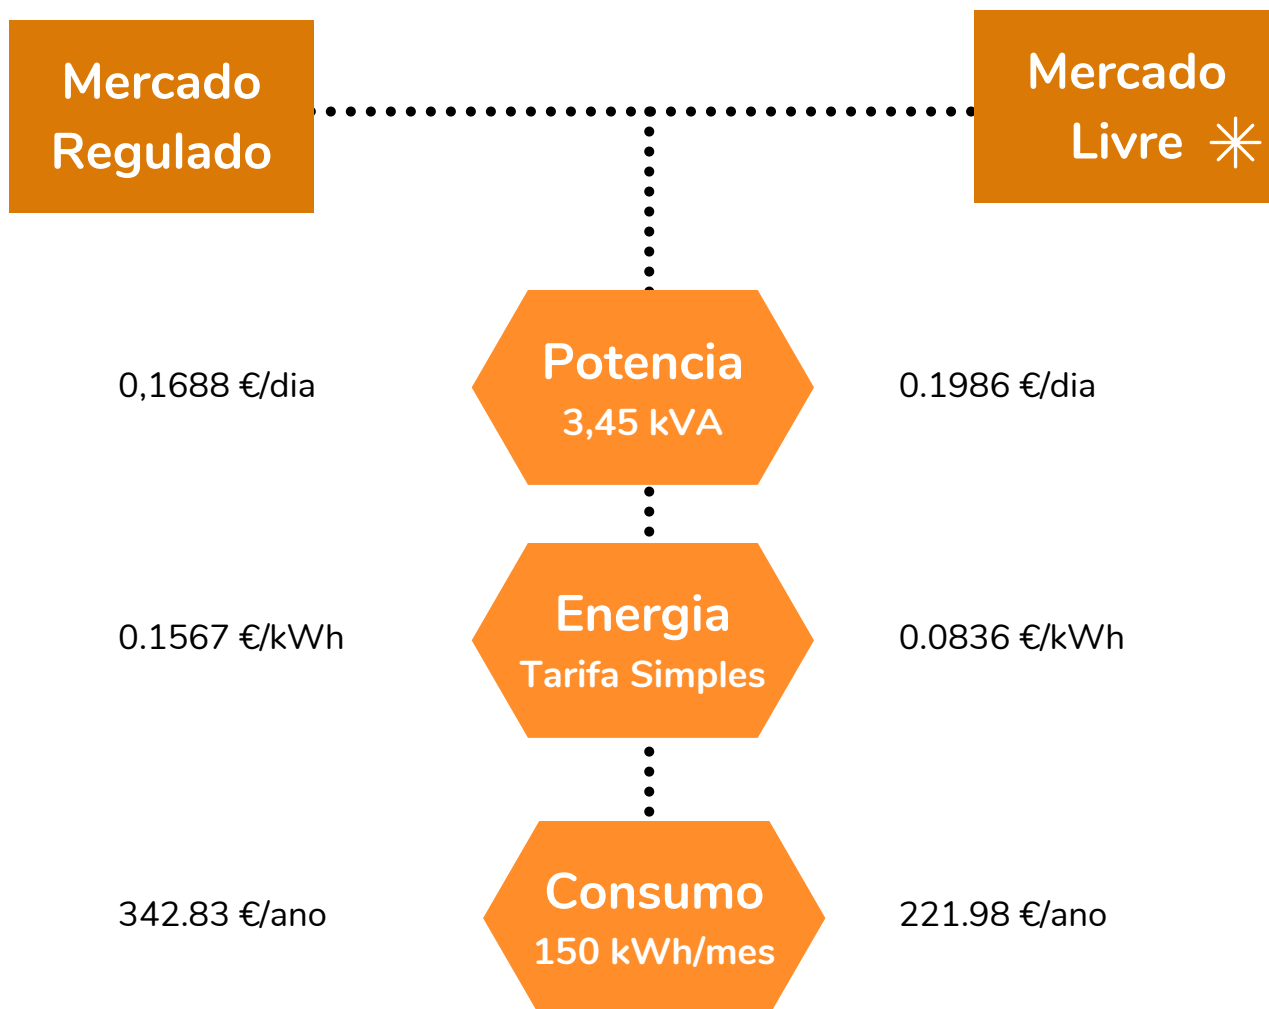 Mercado
Regulado
Mercado
Livre
Potencia
3,45 kVA
0,1688 €/dia
0.1986 €/dia
Energia
Tarifa Simples
0.1567 €/kWh
0.0836 €/kWh
Consumo
150 kWh/mes
342.83 €/ano
221.98 €/ano